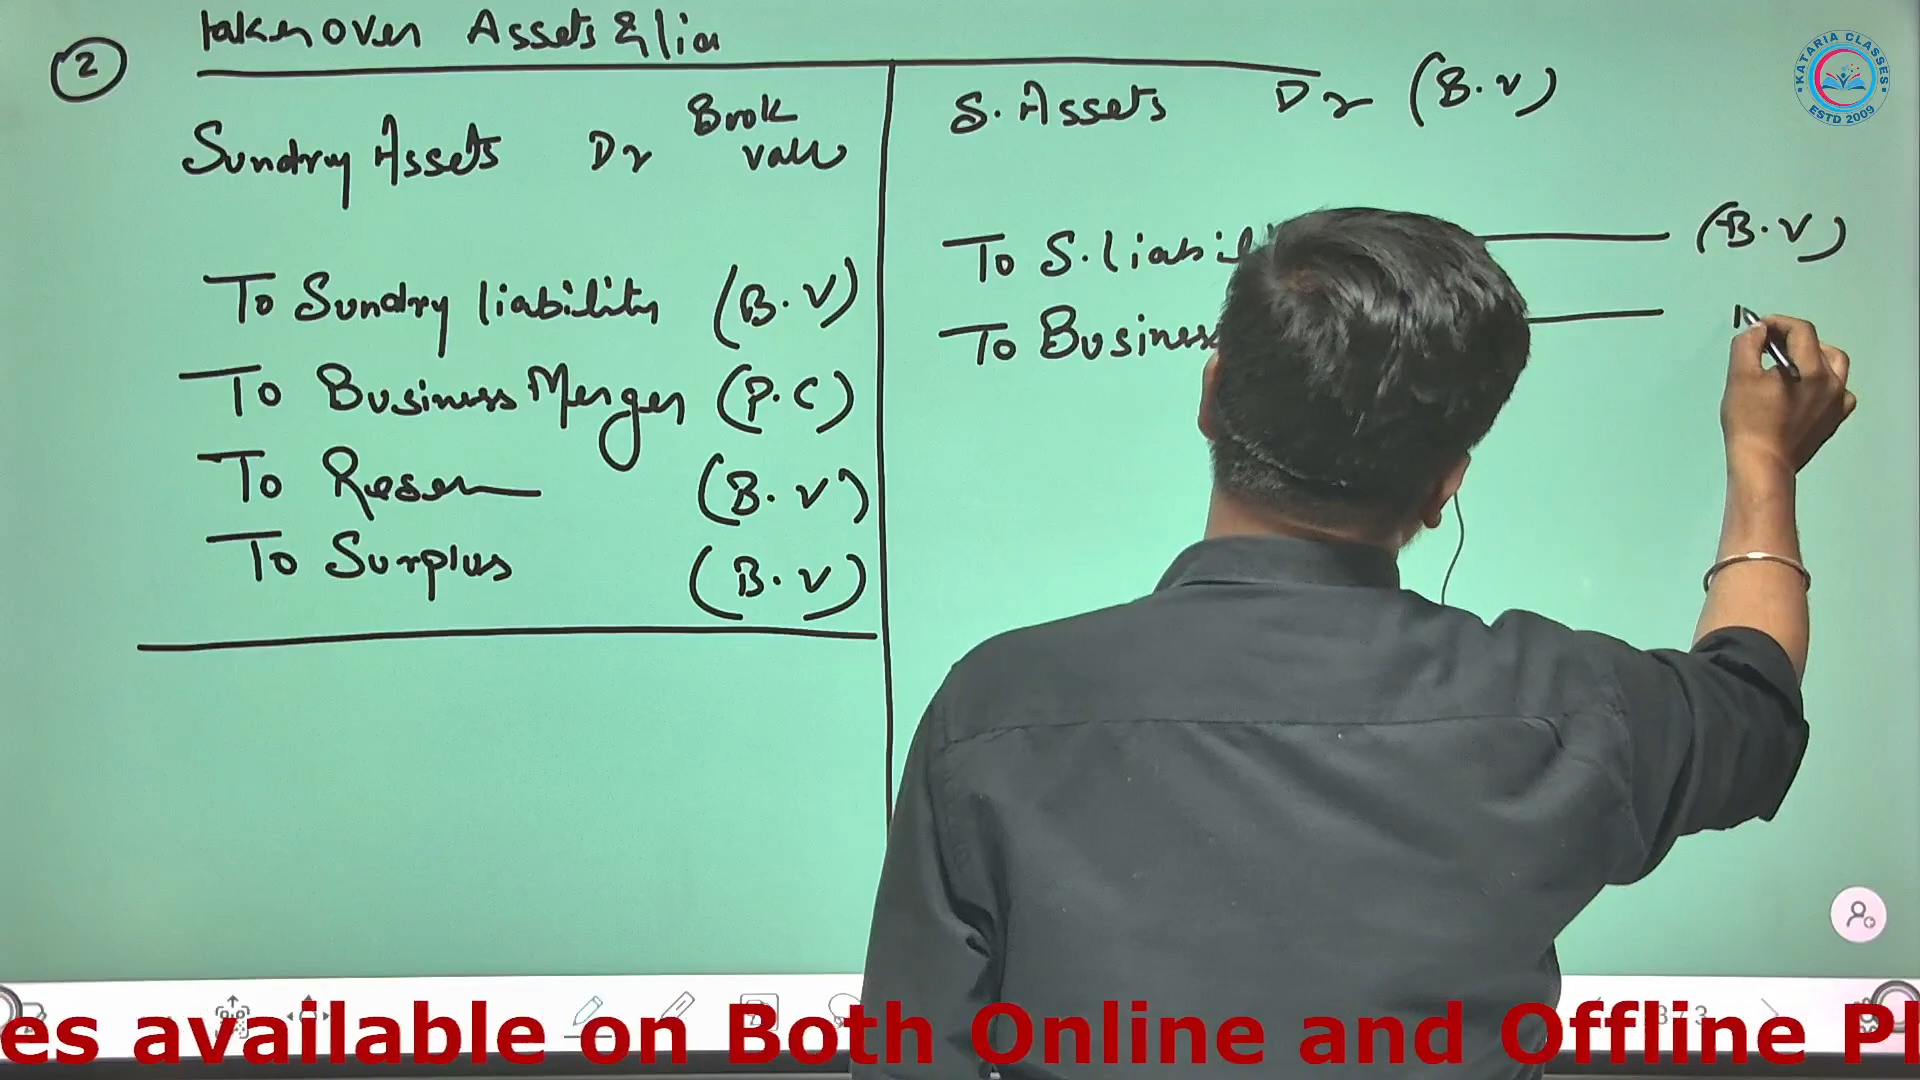 2
Takenover Assets & lia
Sundry Assets Dr Book
value
To Sundry liability (B.V)
To Business Merger (P.C)
To Reserve (B.V)
To Surplus (B.V)
S. Assets Dr (B.V)
To S. liabil (B.V)
To Business
KATARIA CLASSES
ESTD 2009
es available on Both Online and Offline Pl